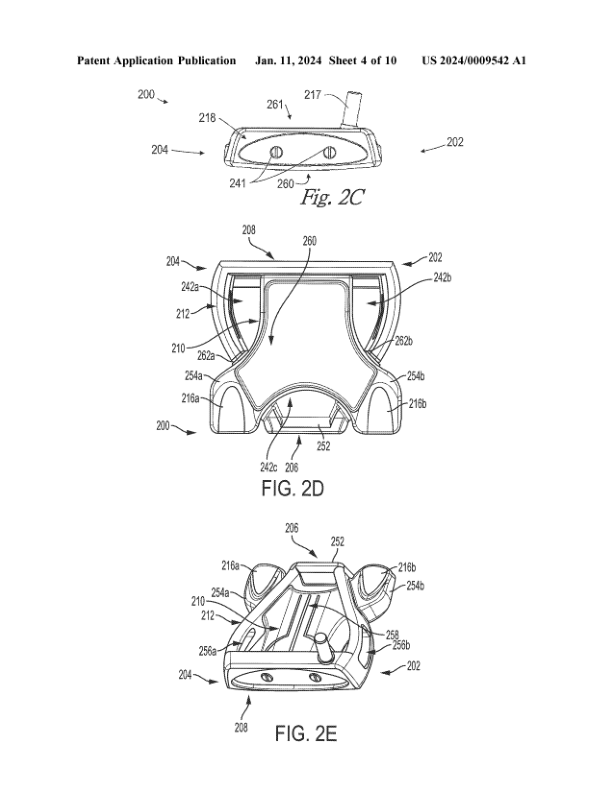 Patent Application Publication Jan. 11, 2024 Sheet 4 of 10 US 2024/0009542 A1
200
261
217
218
204
202
241
260
Fig. 2C
208
260
204
202
242a
242b
212
210
262a
262b
254a
254b
216a
216b
200
252
242c
206
FIG. 2D
206
252
216a
216b
254a
254b
210
212
258
256a
256b
204
202
208
FIG. 2E